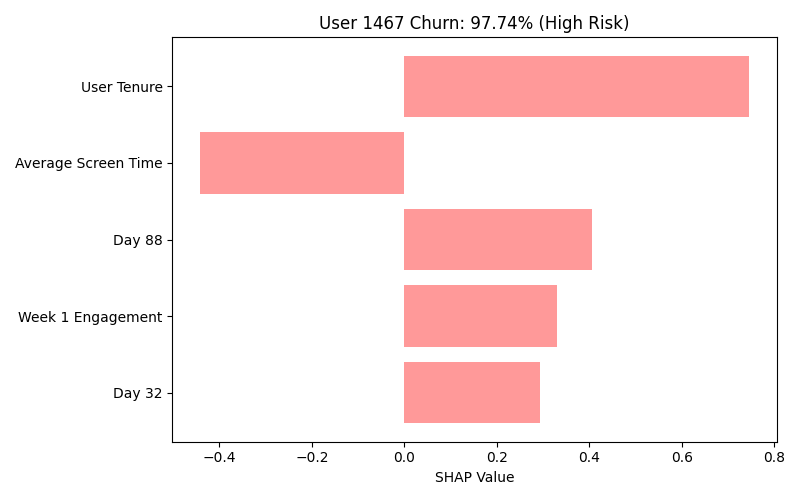 User 1467 Churn: 97.74% (High Risk)
User Tenure
Average Screen Time
Day 88
Week 1 Engagement
Day 32
−0.4 −0.2 0.0 0.2 0.4 0.6 0.8
SHAP Value